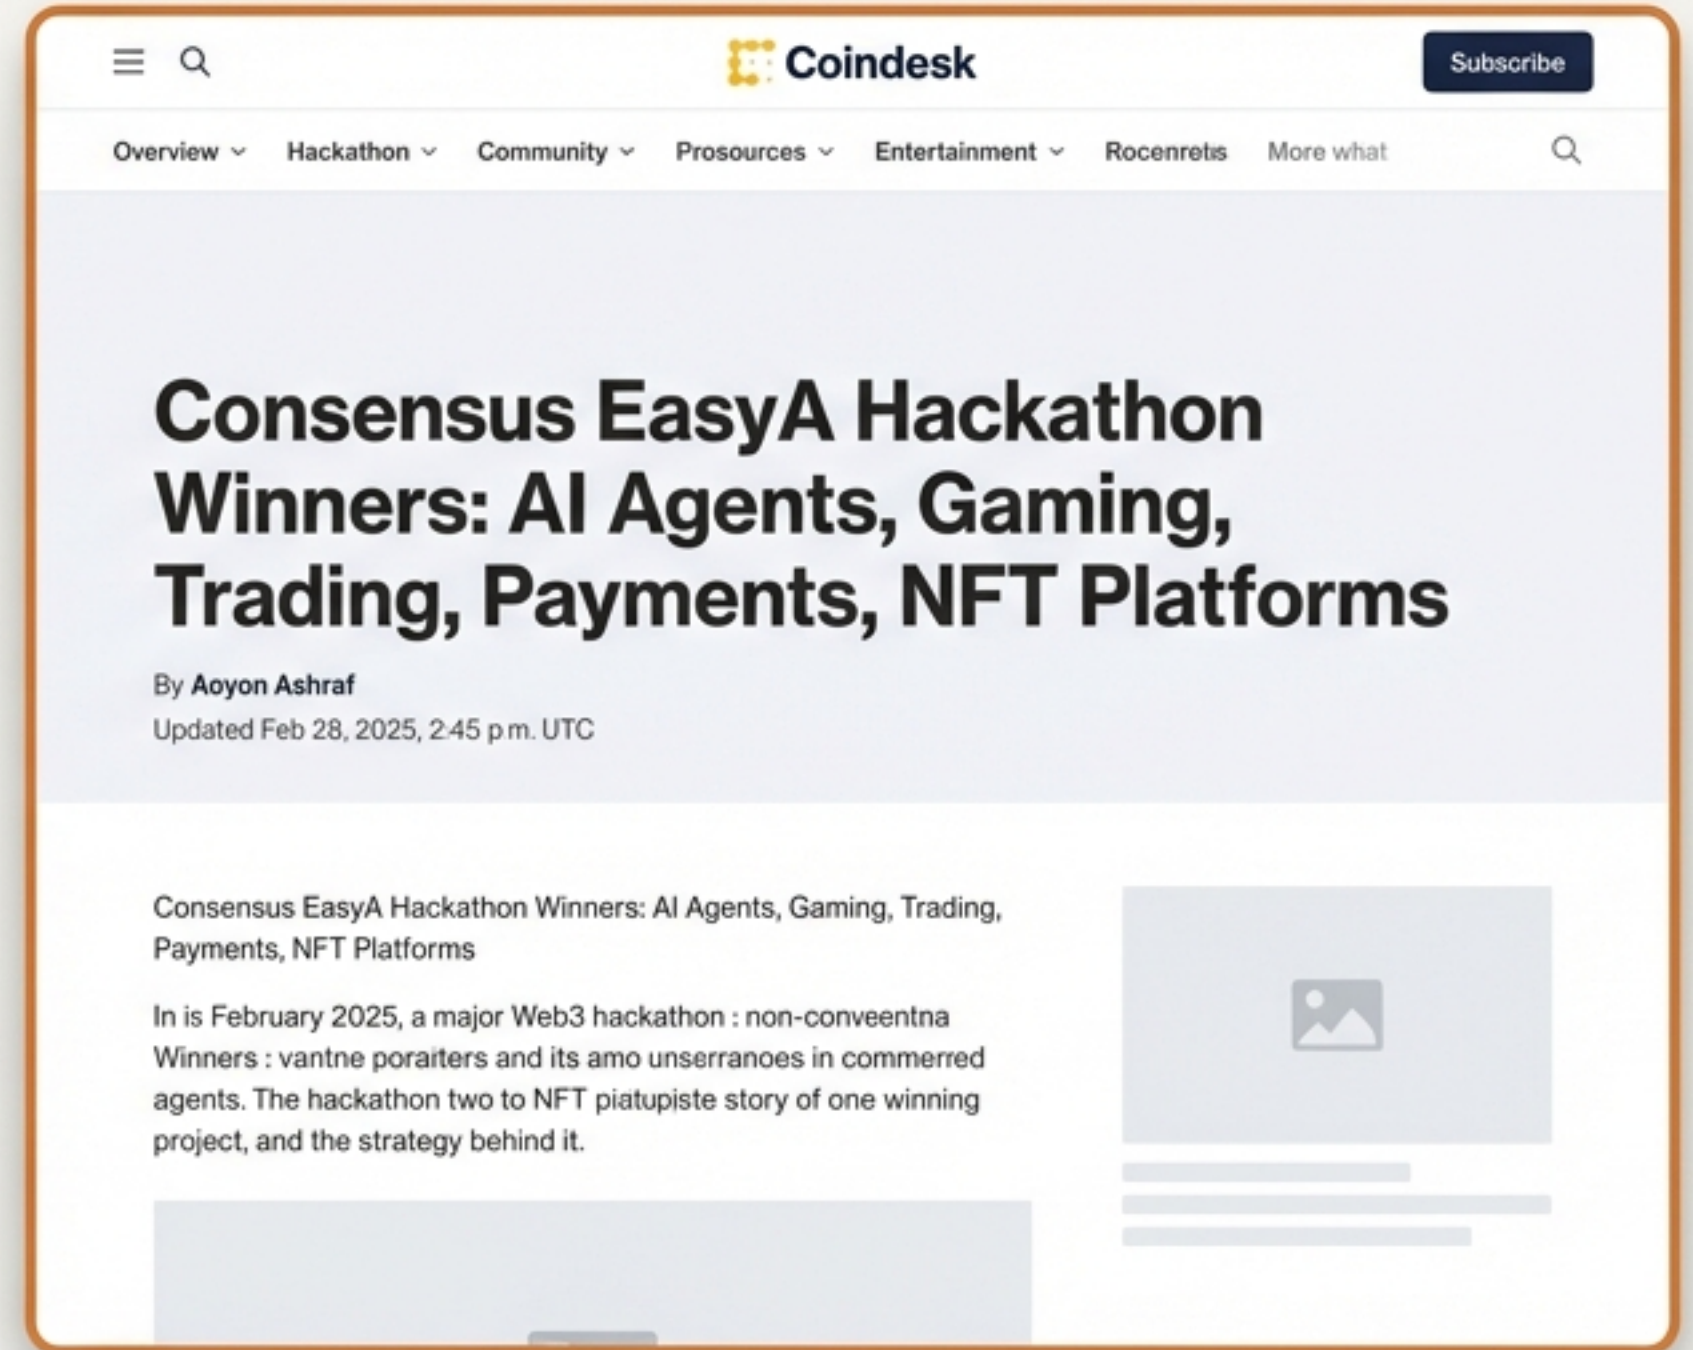 Coindesk
Subscribe
Overview
Hackathon
Community
Prosources
Entertainment
Rocenretıs
More what
Consensus EasyA Hackathon
Winners: AI Agents, Gaming,
Trading, Payments, NFT Platforms
By Aoyon Ashraf
Updated Feb 28, 2025, 2:45 p.m. UTC
Consensus EasyA Hackathon Winners: AI Agents, Gaming, Trading,
Payments, NFT Platforms
In is February 2025, a major Web3 hackathon : non-conveentna
Winners : vantne poraiters and its amo unserranoes in commerred
agents. The hackathon two to NFT piatupiste story of one winning
project, and the strategy behind it.